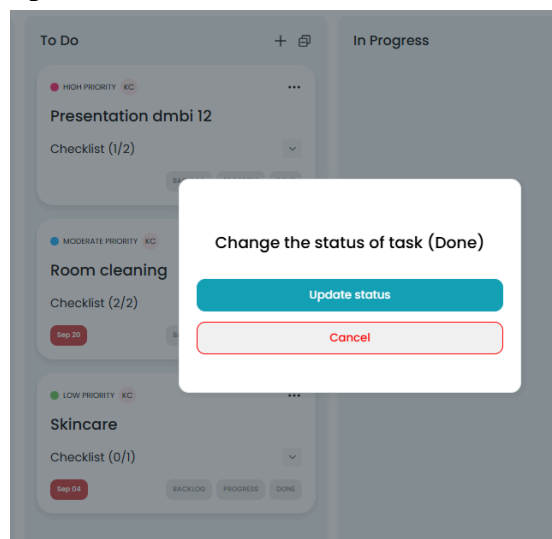 To Do
In Progress
HIGH PRIORITY KC
Presentation dmbi 12
Checklist (1/2)
Change the status of task (Done)
Update status
Cancel
MODERATE PRIORITY KC
Room cleaning
Checklist (2/2)
Sep 20
LOW PRIORITY KC
Skincare
Checklist (0/1)
Sep 04 BACKLOG PROGRESS DONE